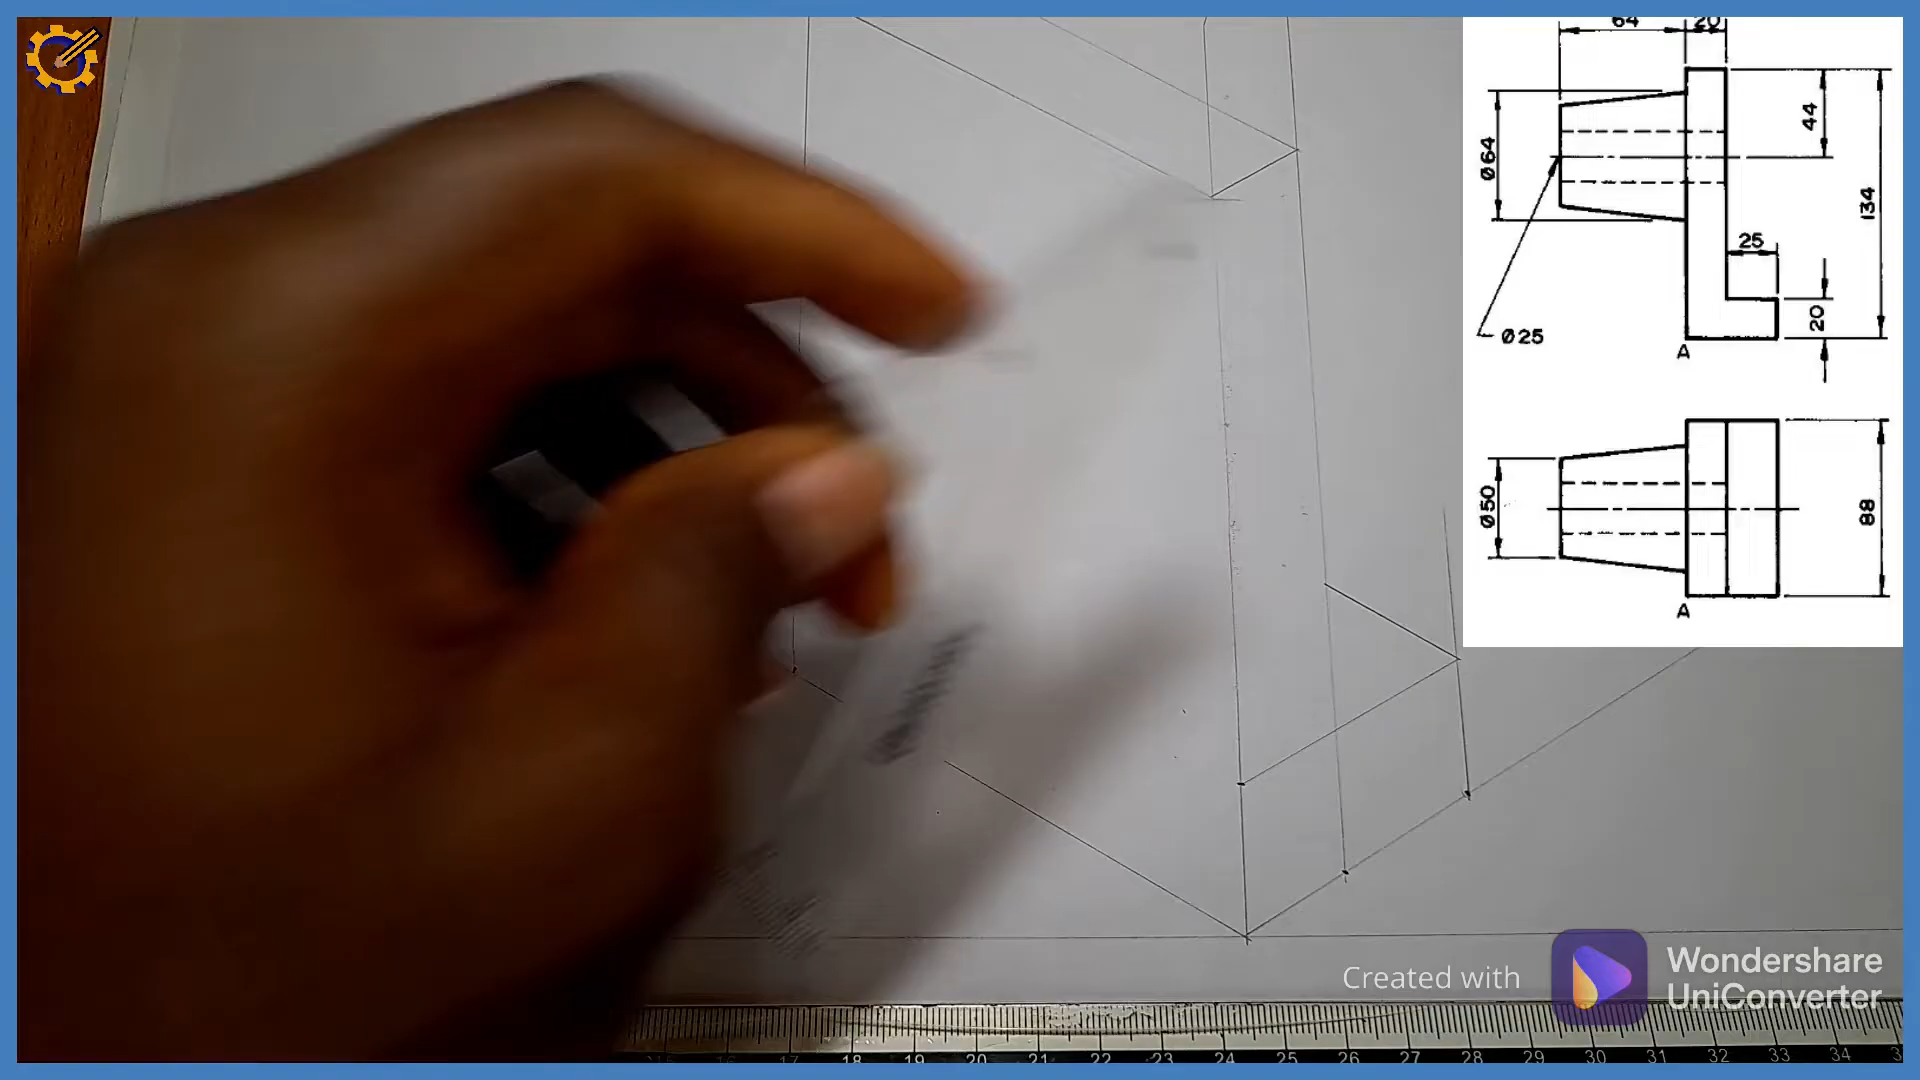 64 20
Ø64
44
134
25
20
Ø25
A
Ø50
88
A
Created with
Wondershare
UniConverter
17 18 19 20 21 22 23 24 25 26 27 28 29 30 31 32 33 34